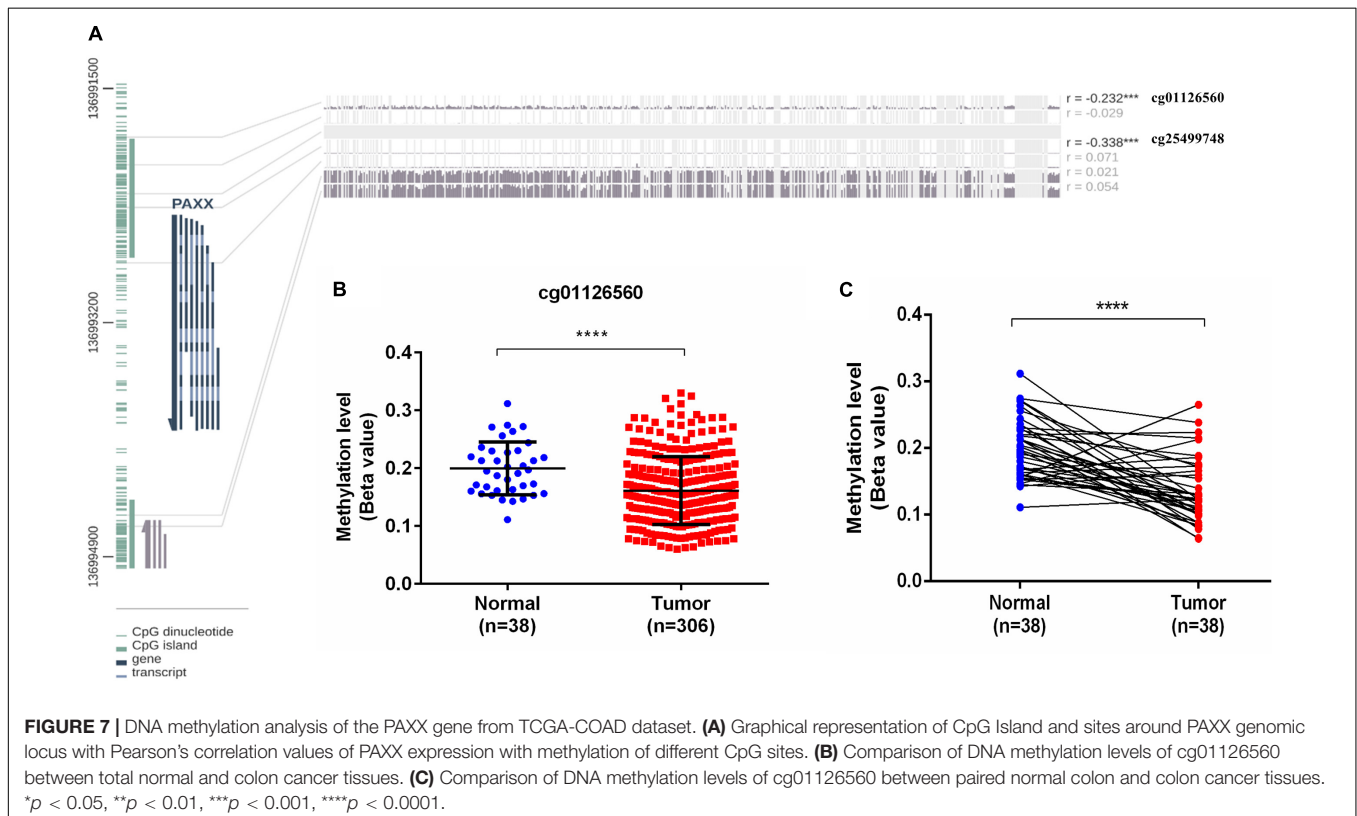 A
136991500
136993200
136994900
PAXX
CpG dinucleotide
CpG island
gene
transcript
r = -0.232*** cg01126560
r = -0.029
r = -0.338*** cg25499748
r = 0.071
r = 0.021
r = 0.054
B
cg01126560
****
Methylation level
(Beta value)
0.4
0.3
0.2
0.1
0.0
Normal
(n=38)
Tumor
(n=306)
C
****
Methylation level
(Beta value)
0.4
0.3
0.2
0.1
0.0
Normal
(n=38)
Tumor
(n=38)
FIGURE 7 | DNA methylation analysis of the PAXX gene from TCGA-COAD dataset. (A) Graphical representation of CpG Island and sites around PAXX genomic
locus with Pearson's correlation values of PAXX expression with methylation of different CpG sites. (B) Comparison of DNA methylation levels of cg01126560
between total normal and colon cancer tissues. (C) Comparison of DNA methylation levels of cg01126560 between paired normal colon and colon cancer tissues.
*p < 0.05, **p < 0.01, ***p < 0.001, ****p < 0.0001.